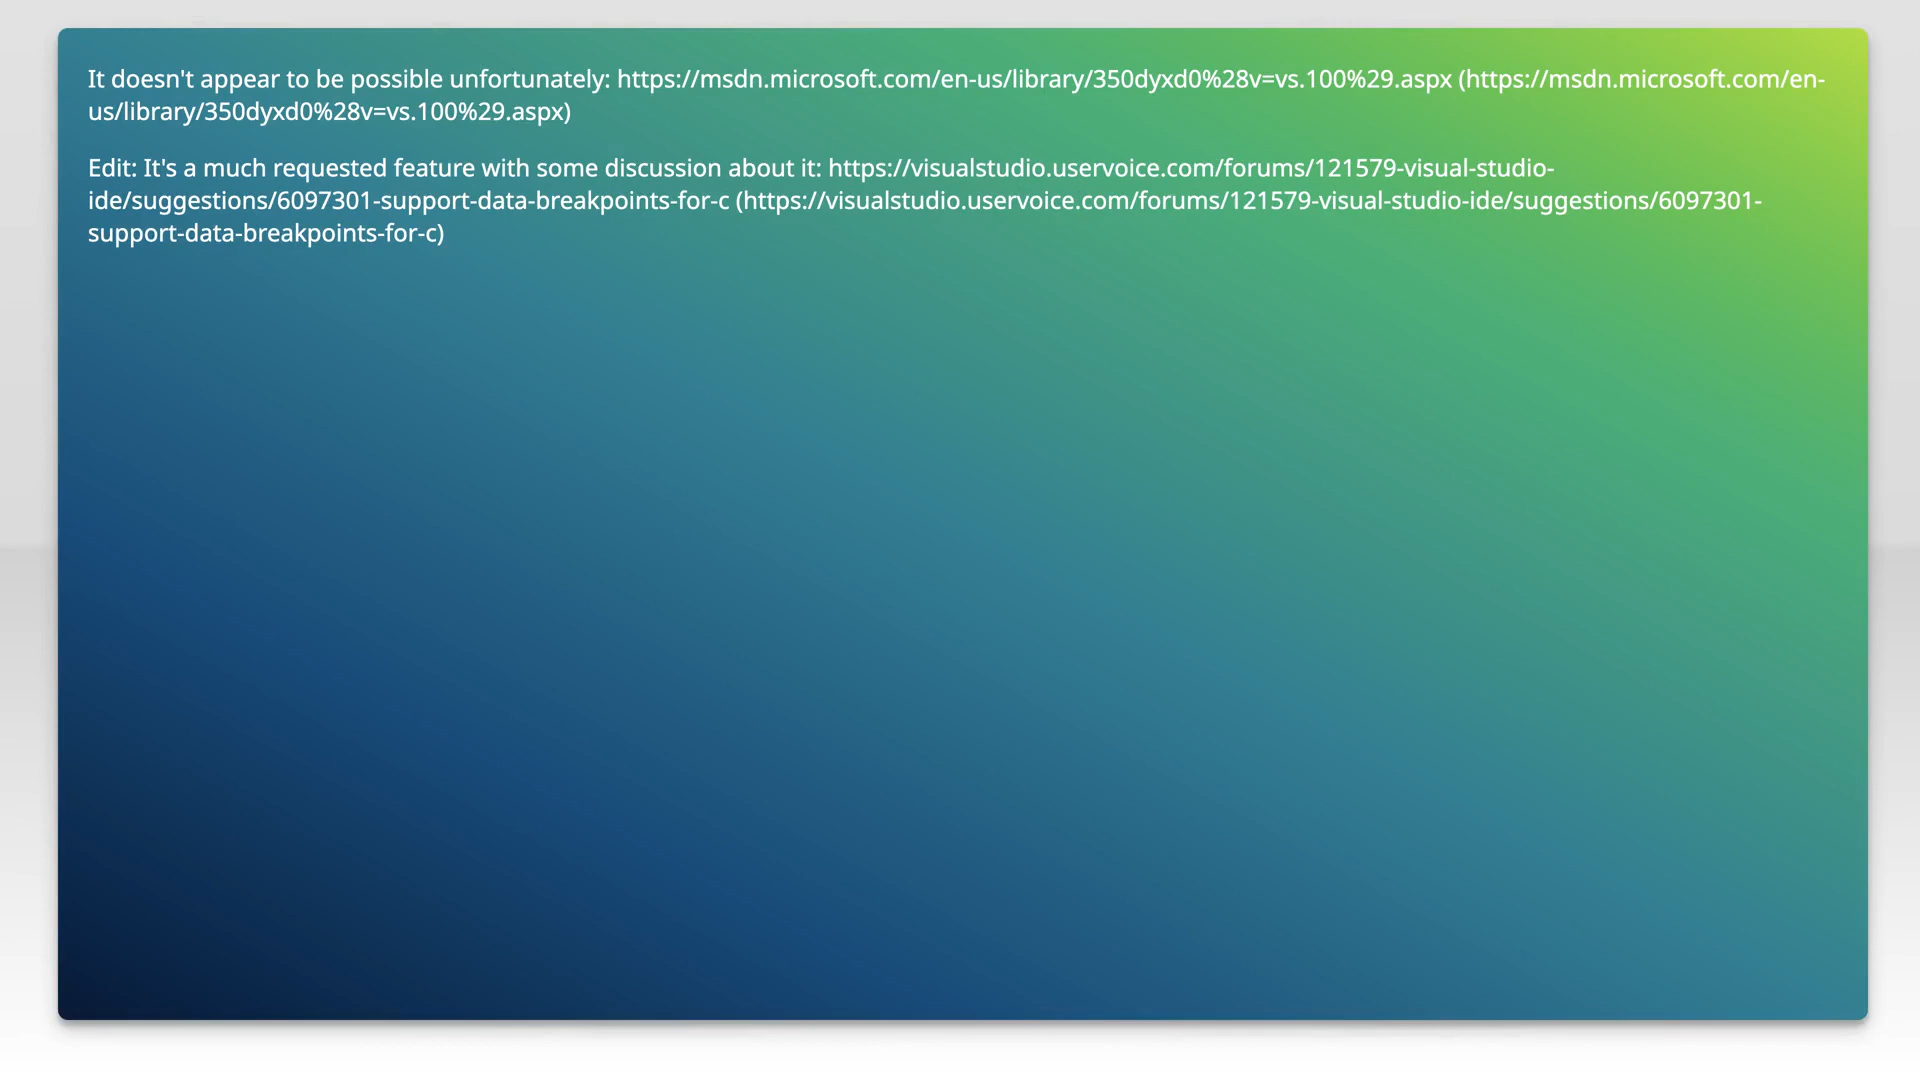 It doesn't appear to be possible unfortunately: https://msdn.microsoft.com/en-us/library/350dyxd0%28v=vs.100%29.aspx (https://msdn.microsoft.com/en-
us/library/350dyxd0%28v=vs.100%29.aspx)
Edit: It's a much requested feature with some discussion about it: https://visualstudio.uservoice.com/forums/121579-visual-studio-
ide/suggestions/6097301-support-data-breakpoints-for-c (https://visualstudio.uservoice.com/forums/121579-visual-studio-ide/suggestions/6097301-
support-data-breakpoints-for-c)